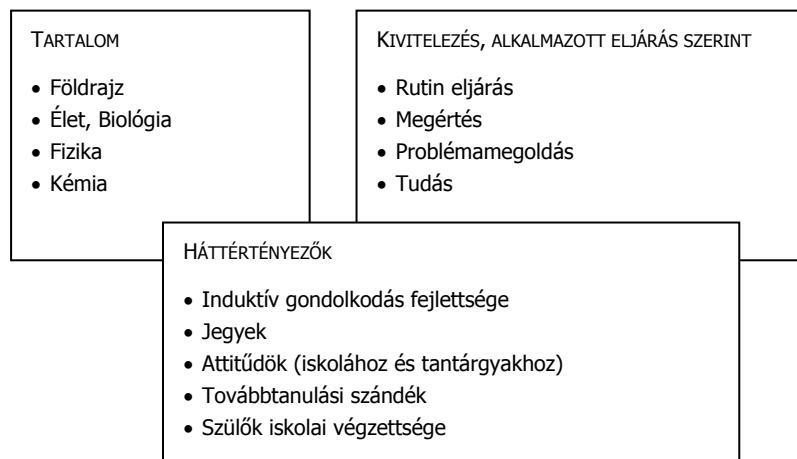 TARTALOM
• Földrajz
• Élet, Biológia
• Fizika
• Kémia
KIVITELEZÉS, ALKALMAZOTT ELJÁRÁS SZERINT
• Rutin eljárás
• Megértés
• Problémamegoldás
• Tudás
HÁTTÉRTÉNYEZŐK
• Induktív gondolkodás fejlettsége
• Jegyek
• Attitűdök (iskolához és tantárgyakhoz)
• Továbbtanulási szándék
• Szülők iskolai végzettsége